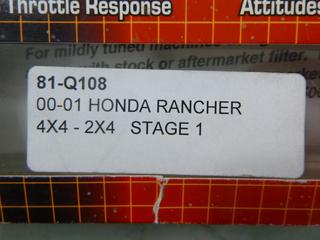 Throttle Response Attitudes
For mildly tuned machines
with stock or aftermarket filter.
81-Q108
00-01 HONDA RANCHER
4X4 - 2X4 STAGE 1